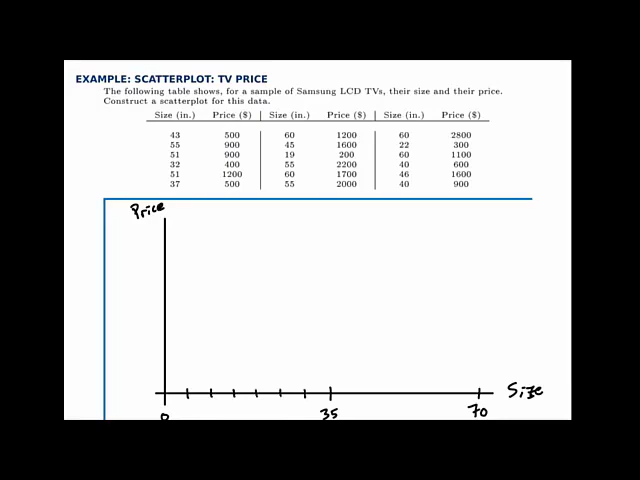 EXAMPLE: SCATTERPLOT: TV PRICE
The following table shows, for a sample of Samsung LCD TVs, their size and their price.
Construct a scatterplot for this data.
Size (in.) Price ($) Size (in.) Price ($) Size (in.) Price ($)
43 500 60 1200 60 2800
55 900 45 1600 22 300
51 900 19 200 60 1100
32 400 55 2200 40 600
51 1200 60 1700 46 1600
37 500 55 2000 40 900
Price
Size
0 35 70